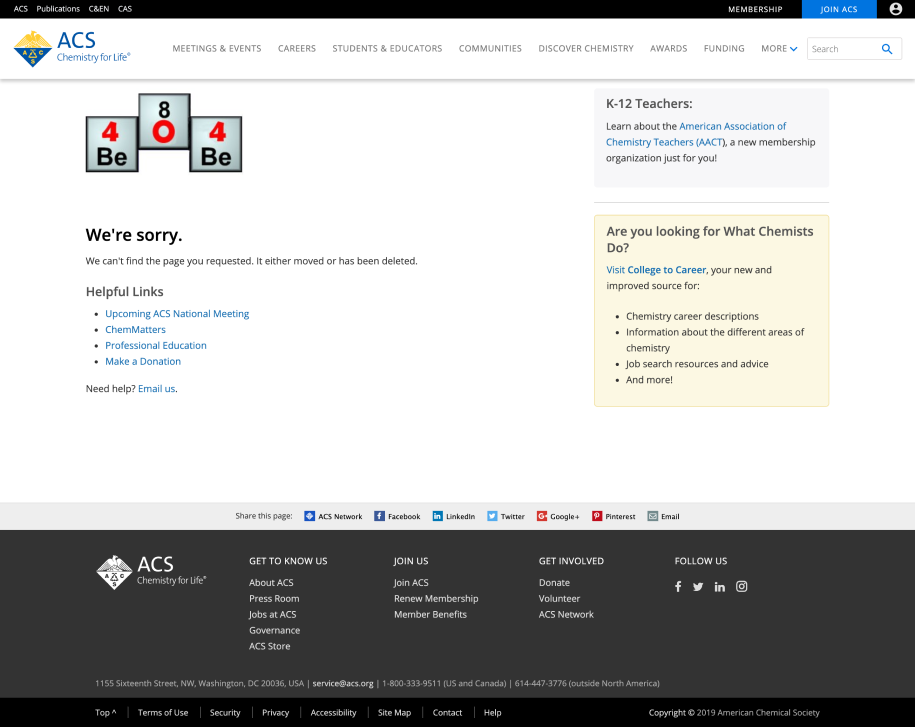 ACS Publications C&EN CAS
MEMBERSHIP JOIN ACS
ACS
Chemistry for Life®
MEETINGS & EVENTS CAREERS STUDENTS & EDUCATORS COMMUNITIES DISCOVER CHEMISTRY AWARDS FUNDING MORE
Search
8
4 O 4
Be Be
We're sorry.
We can't find the page you requested. It either moved or has been deleted.
Helpful Links
• Upcoming ACS National Meeting
• ChemMatters
• Professional Education
• Make a Donation
Need help? Email us.
K-12 Teachers:
Learn about the American Association of
Chemistry Teachers (AACT), a new membership
organization just for you!
Are you looking for What Chemists
Do?
Visit College to Career, your new and
improved source for:
• Chemistry career descriptions
• Information about the different areas of
chemistry
• Job search resources and advice
• And more!
Share this page: ACS Network Facebook LinkedIn Twitter Google+ Pinterest Email
ACS
Chemistry for Life®
GET TO KNOW US
About ACS
Press Room
Jobs at ACS
Governance
ACS Store
JOIN US
Join ACS
Renew Membership
Member Benefits
GET INVOLVED
Donate
Volunteer
ACS Network
FOLLOW US
1155 Sixteenth Street, NW, Washington, DC 20036, USA | service@acs.org | 1-800-333-9511 (US and Canada) | 614-447-3776 (outside North America)
Top ^ | Terms of Use | Security | Privacy | Accessibility | Site Map | Contact | Help
Copyright © 2019 American Chemical Society